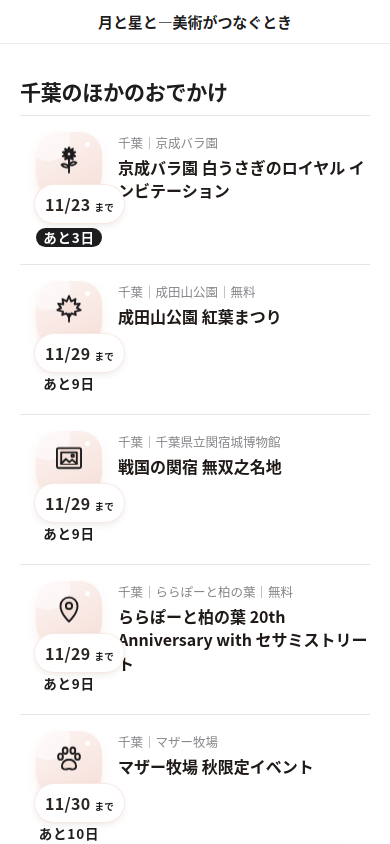 月と星と―美術がつなぐとき
千葉のほかのおでかけ
千葉｜京成バラ園
京成バラ園 白うさぎのロイヤル イ
ンビテーション
11/23 まで
あと3日
千葉｜成田山公園｜無料
成田山公園 紅葉まつり
11/29 まで
あと9日
千葉｜千葉県立関宿城博物館
戦国の関宿 無双之名地
11/29 まで
あと9日
千葉｜ららぽーと柏の葉｜無料
ららぽーと柏の葉 20th
Anniversary with セサミストリー
ト
11/29 まで
あと9日
千葉｜マザー牧場
マザー牧場 秋限定イベント
11/30 まで
あと10日